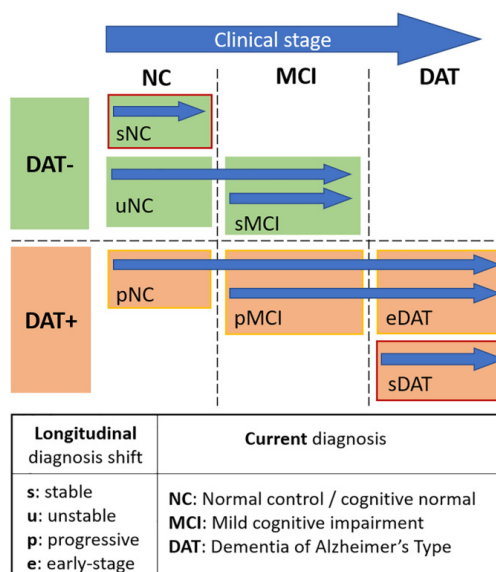 Clinical stage
NC MCI DAT
DAT-
sNC
uNC
sMCI
DAT+
pNC
pMCI
eDAT
sDAT
Longitudinal
diagnosis shift
Current diagnosis
s: stable
u: unstable
p: progressive
e: early-stage
NC: Normal control / cognitive normal
MCI: Mild cognitive impairment
DAT: Dementia of Alzheimer's Type